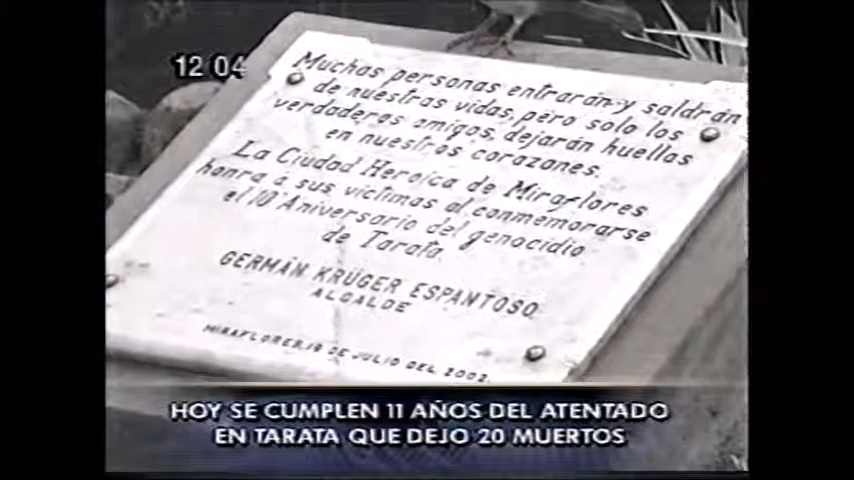 12 04
Muchas personas entrarán y saldrán
de nuestras vidas, pero solo los
verdaderos amigos, dejarán huellas
en nuestros corazones.
La Ciudad Heroica de Miraflores
honra á sus victimas al conmemorarse
el 10° Aniversario del genocidio
de Tarata.
GERMÁN KRÜGER ESPANTOSO
ALCALDE
MIRAFLORES, 16 DE JULIO DEL 2002.
HOY SE CUMPLEN 11 AÑOS DEL ATENTADO
EN TARATA QUE DEJO 20 MUERTOS